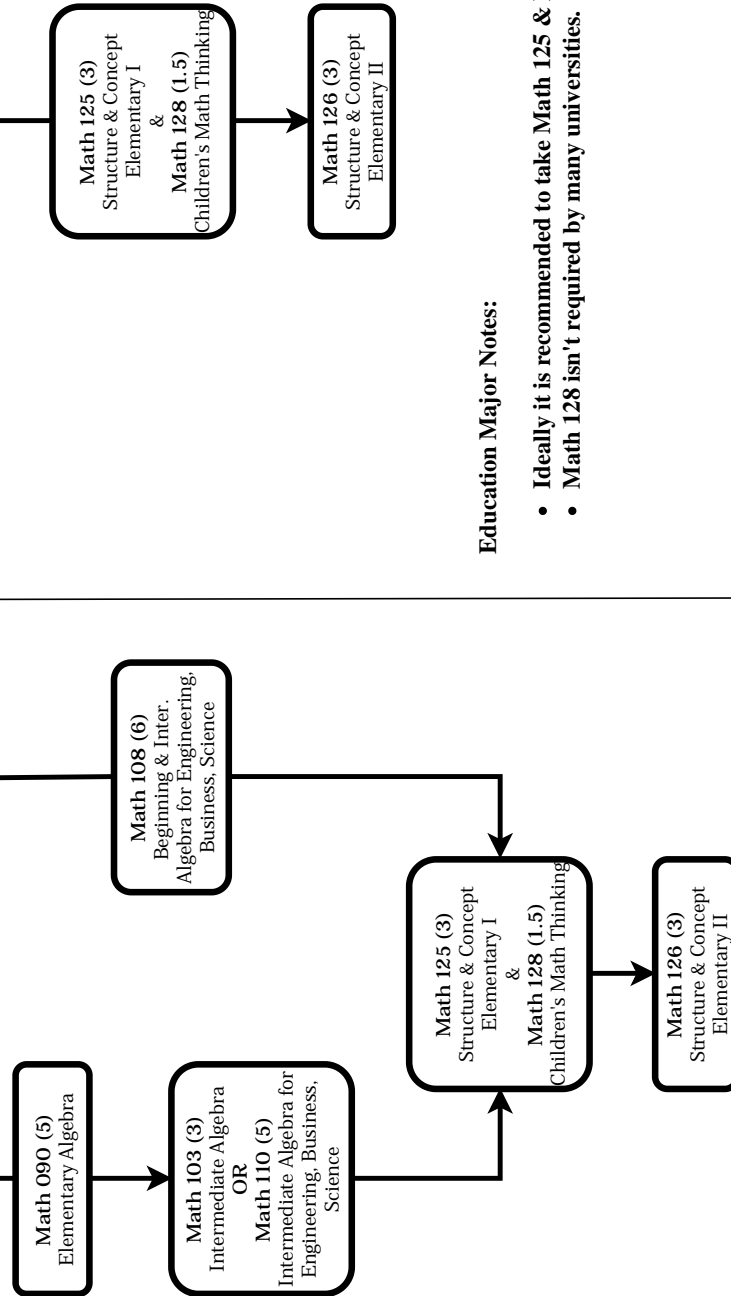 Math 090 (5)
Elementary Algebra
Math 103 (3)
Intermediate Algebra
OR
Math 110 (5)
Intermediate Algebra for
Engineering, Business,
Science
Math 108 (6)
Beginning & Inter.
Algebra for Engineering,
Business, Science
Math 125 (3)
Structure & Concept
Elementary I
&
Math 128 (1.5)
Children's Math Thinking
Math 126 (3)
Structure & Concept
Elementary II
Math 125 (3)
Structure & Concept
Elementary I
&
Math 128 (1.5)
Children's Math Thinking
Math 126 (3)
Structure & Concept
Elementary II
Education Major Notes:
• Ideally it is recommended to take Math 125 &
• Math 128 isn't required by many universities.